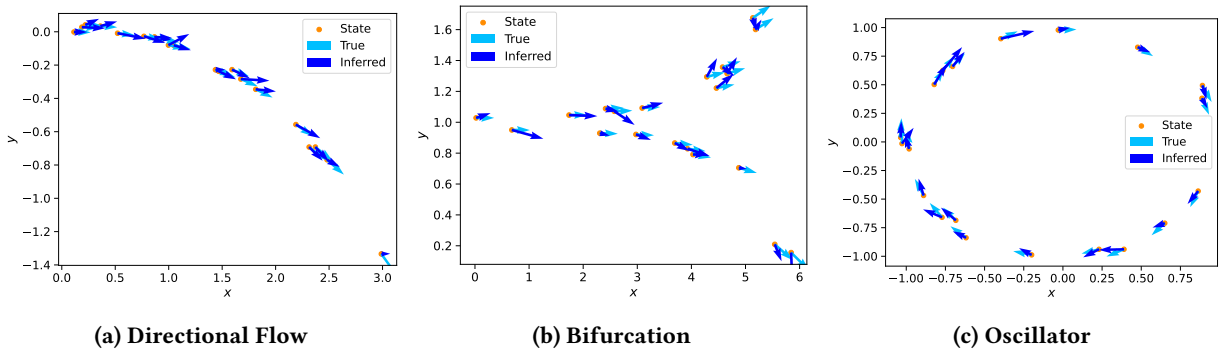 0.0
−0.2
−0.4
−0.6
−0.8
−1.0
−1.2
−1.4
y
0.0 0.5 1.0 1.5 2.0 2.5 3.0
x
State
True
Inferred
(a) Directional Flow
1.6
1.4
1.2
1.0
0.8
0.6
0.4
0.2
y
0 1 2 3 4 5 6
x
State
True
Inferred
(b) Bifurcation
1.00
0.75
0.50
0.25
0.00
−0.25
−0.50
−0.75
−1.00
y
−1.00 −0.75 −0.50 −0.25 0.00 0.25 0.50 0.75
x
State
True
Inferred
(c) Oscillator